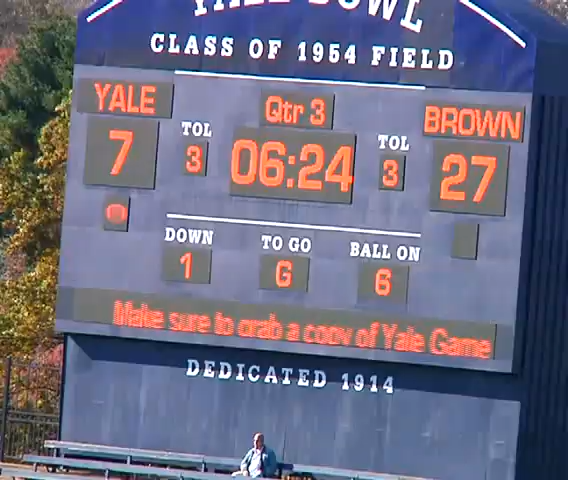 YALE BOWL
CLASS OF 1954 FIELD
YALE Qtr 3 BROWN
7 TOL 3 06:24 TOL 3 27
DOWN TO GO BALL ON
1 G 6
Make sure to grab a copy of Yale Game
DEDICATED 1914